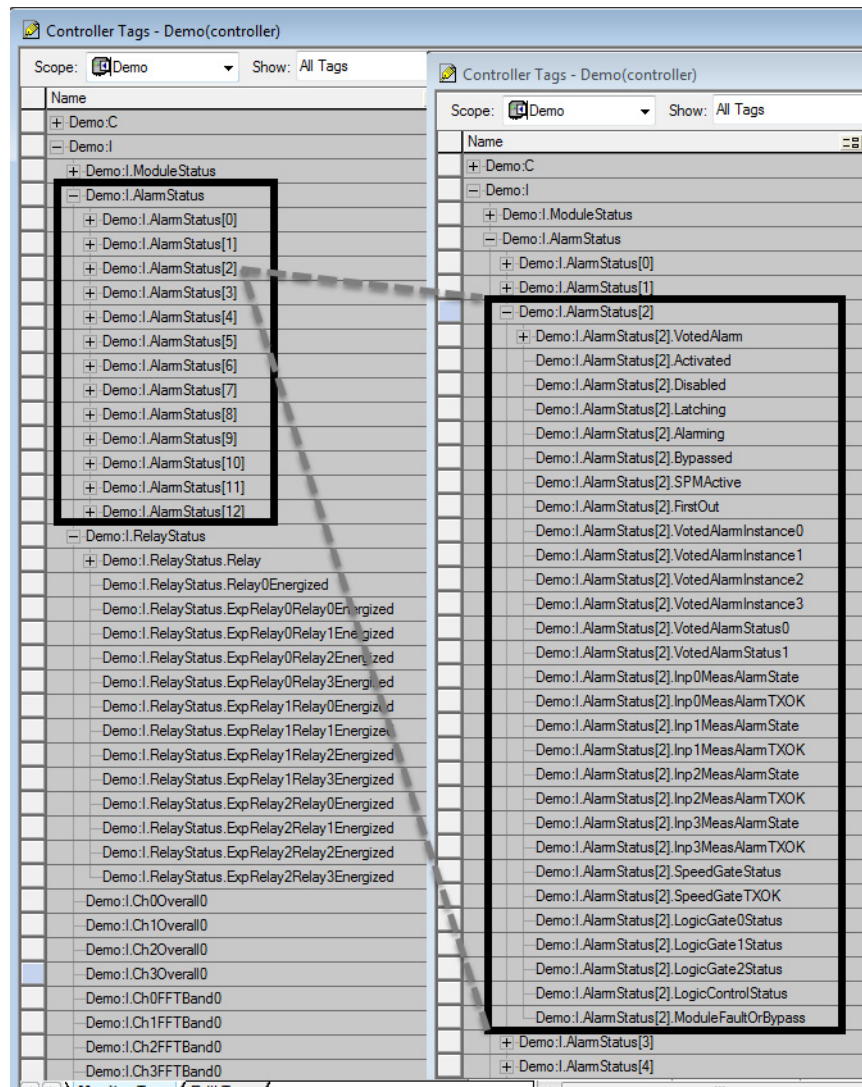 Controller Tags - Demo(controller)
Scope: Demo Show: All Tags
Name
Demo:C
Demo:I
Demo:I.ModuleStatus
Demo:I.AlarmStatus
Demo:I.AlarmStatus[0]
Demo:I.AlarmStatus[1]
Demo:I.AlarmStatus[2]
Demo:I.AlarmStatus[3]
Demo:I.AlarmStatus[4]
Demo:I.AlarmStatus[5]
Demo:I.AlarmStatus[6]
Demo:I.AlarmStatus[7]
Demo:I.AlarmStatus[8]
Demo:I.AlarmStatus[9]
Demo:I.AlarmStatus[10]
Demo:I.AlarmStatus[11]
Demo:I.AlarmStatus[12]
Demo:I.RelayStatus
Demo:I.RelayStatus.Relay
Demo:I.RelayStatus.Relay0Energized
Demo:I.RelayStatus.ExpRelay0Relay0Energized
Demo:I.RelayStatus.ExpRelay0Relay1Energized
Demo:I.RelayStatus.ExpRelay0Relay2Energized
Demo:I.RelayStatus.ExpRelay0Relay3Energized
Demo:I.RelayStatus.ExpRelay1Relay0Energized
Demo:I.RelayStatus.ExpRelay1Relay1Energized
Demo:I.RelayStatus.ExpRelay1Relay2Energized
Demo:I.RelayStatus.ExpRelay1Relay3Energized
Demo:I.RelayStatus.ExpRelay2Relay0Energized
Demo:I.RelayStatus.ExpRelay2Relay1Energized
Demo:I.RelayStatus.ExpRelay2Relay2Energized
Demo:I.RelayStatus.ExpRelay2Relay3Energized
Demo:I.Ch0Overall0
Demo:I.Ch1Overall0
Demo:I.Ch2Overall0
Demo:I.Ch3Overall0
Demo:I.Ch0FFTBand0
Demo:I.Ch1FFTBand0
Demo:I.Ch2FFTBand0
Demo:I.Ch3FFTBand0
Controller Tags - Demo(controller)
Scope: Demo Show: All Tags
Name
Demo:C
Demo:I
Demo:I.ModuleStatus
Demo:I.AlarmStatus
Demo:I.AlarmStatus[0]
Demo:I.AlarmStatus[1]
Demo:I.AlarmStatus[2]
Demo:I.AlarmStatus[2].VotedAlarm
Demo:I.AlarmStatus[2].Activated
Demo:I.AlarmStatus[2].Disabled
Demo:I.AlarmStatus[2].Latching
Demo:I.AlarmStatus[2].Alarming
Demo:I.AlarmStatus[2].Bypassed
Demo:I.AlarmStatus[2].SPMActive
Demo:I.AlarmStatus[2].FirstOut
Demo:I.AlarmStatus[2].VotedAlarmInstance0
Demo:I.AlarmStatus[2].VotedAlarmInstance1
Demo:I.AlarmStatus[2].VotedAlarmInstance2
Demo:I.AlarmStatus[2].VotedAlarmInstance3
Demo:I.AlarmStatus[2].VotedAlarmStatus0
Demo:I.AlarmStatus[2].VotedAlarmStatus1
Demo:I.AlarmStatus[2].Inp0MeasAlarmState
Demo:I.AlarmStatus[2].Inp0MeasAlarmTXOK
Demo:I.AlarmStatus[2].Inp1MeasAlarmState
Demo:I.AlarmStatus[2].Inp1MeasAlarmTXOK
Demo:I.AlarmStatus[2].Inp2MeasAlarmState
Demo:I.AlarmStatus[2].Inp2MeasAlarmTXOK
Demo:I.AlarmStatus[2].Inp3MeasAlarmState
Demo:I.AlarmStatus[2].Inp3MeasAlarmTXOK
Demo:I.AlarmStatus[2].SpeedGateStatus
Demo:I.AlarmStatus[2].SpeedGateTXOK
Demo:I.AlarmStatus[2].LogicGate0Status
Demo:I.AlarmStatus[2].LogicGate1Status
Demo:I.AlarmStatus[2].LogicGate2Status
Demo:I.AlarmStatus[2].LogicControlStatus
Demo:I.AlarmStatus[2].ModuleFaultOrBypass
Demo:I.AlarmStatus[3]
Demo:I.AlarmStatus[4]